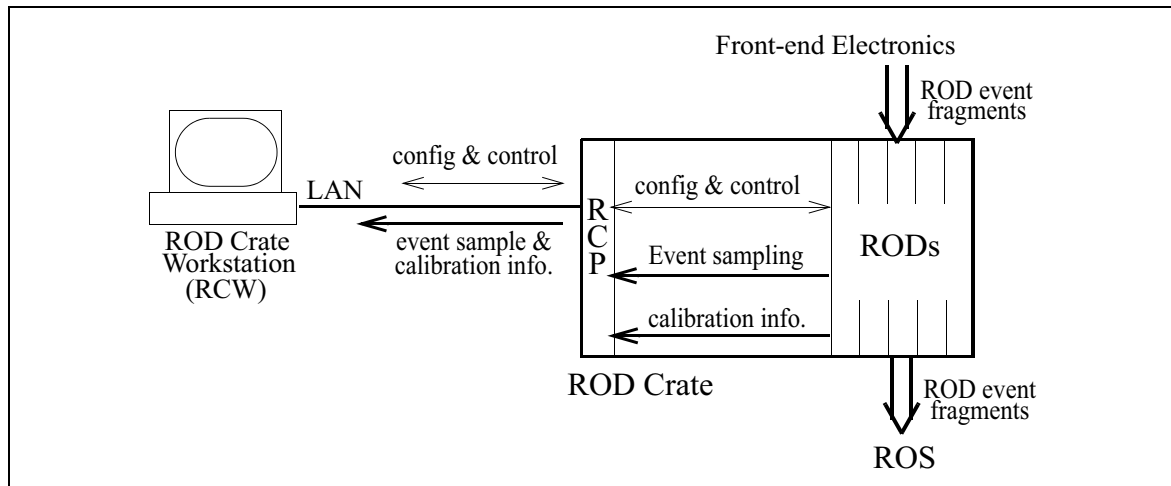 Front-end Electronics
ROD event
fragments
config & control
LAN
event sample &
calibration info.
ROD Crate
Workstation
(RCW)
R
C
P
config & control
Event sampling
calibration info.
RODs
ROD Crate
ROD event
fragments
ROS